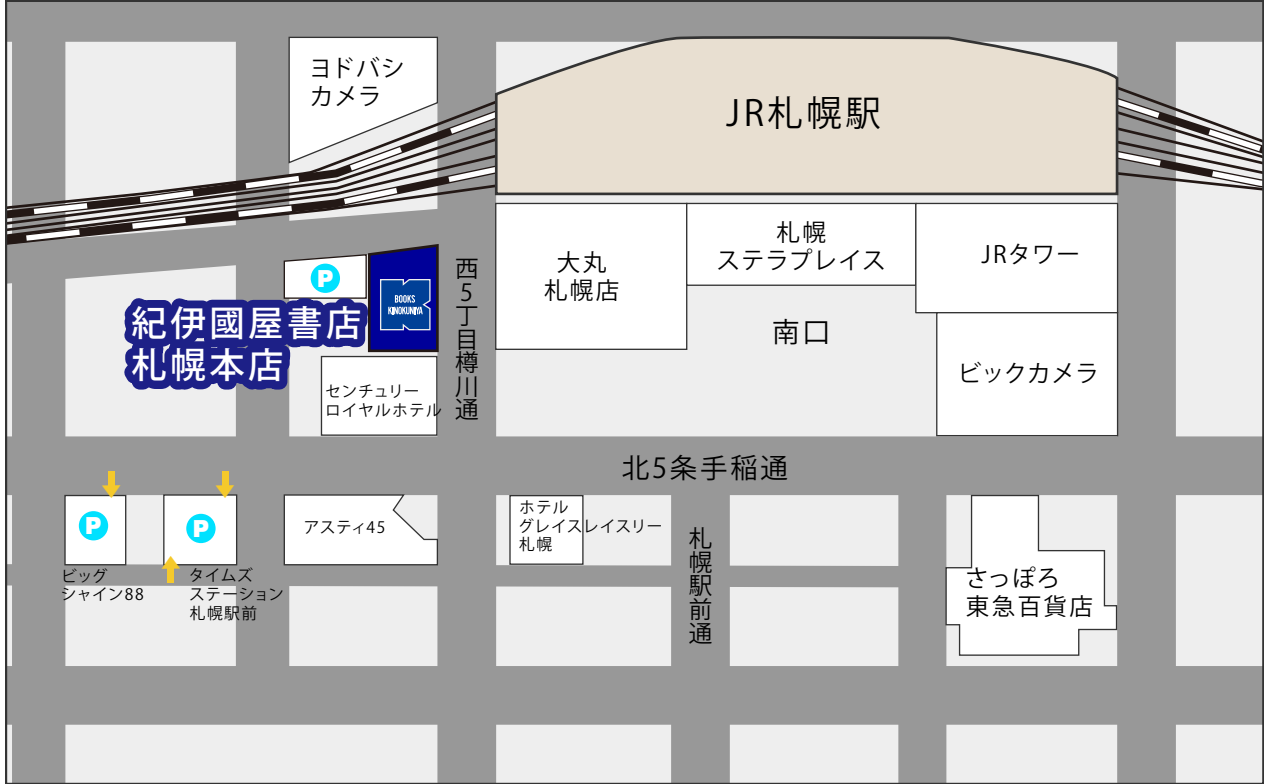 ヨドバシ
カメラ
JR札幌駅
大丸
札幌店
札幌
ステラプレイス
JRタワー
南口
ビックカメラ
P
BOOKS
KINOKUNIYA
紀伊國屋書店
札幌本店
西5丁目樽川通
センチュリー
ロイヤルホテル
北5条手稲通
P
ビッグ
シャイン88
P
タイムズ
ステーション
札幌駅前
アスティ45
ホテル
グレイスレイスリー
札幌
札幌駅前通
さっぽろ
東急百貨店